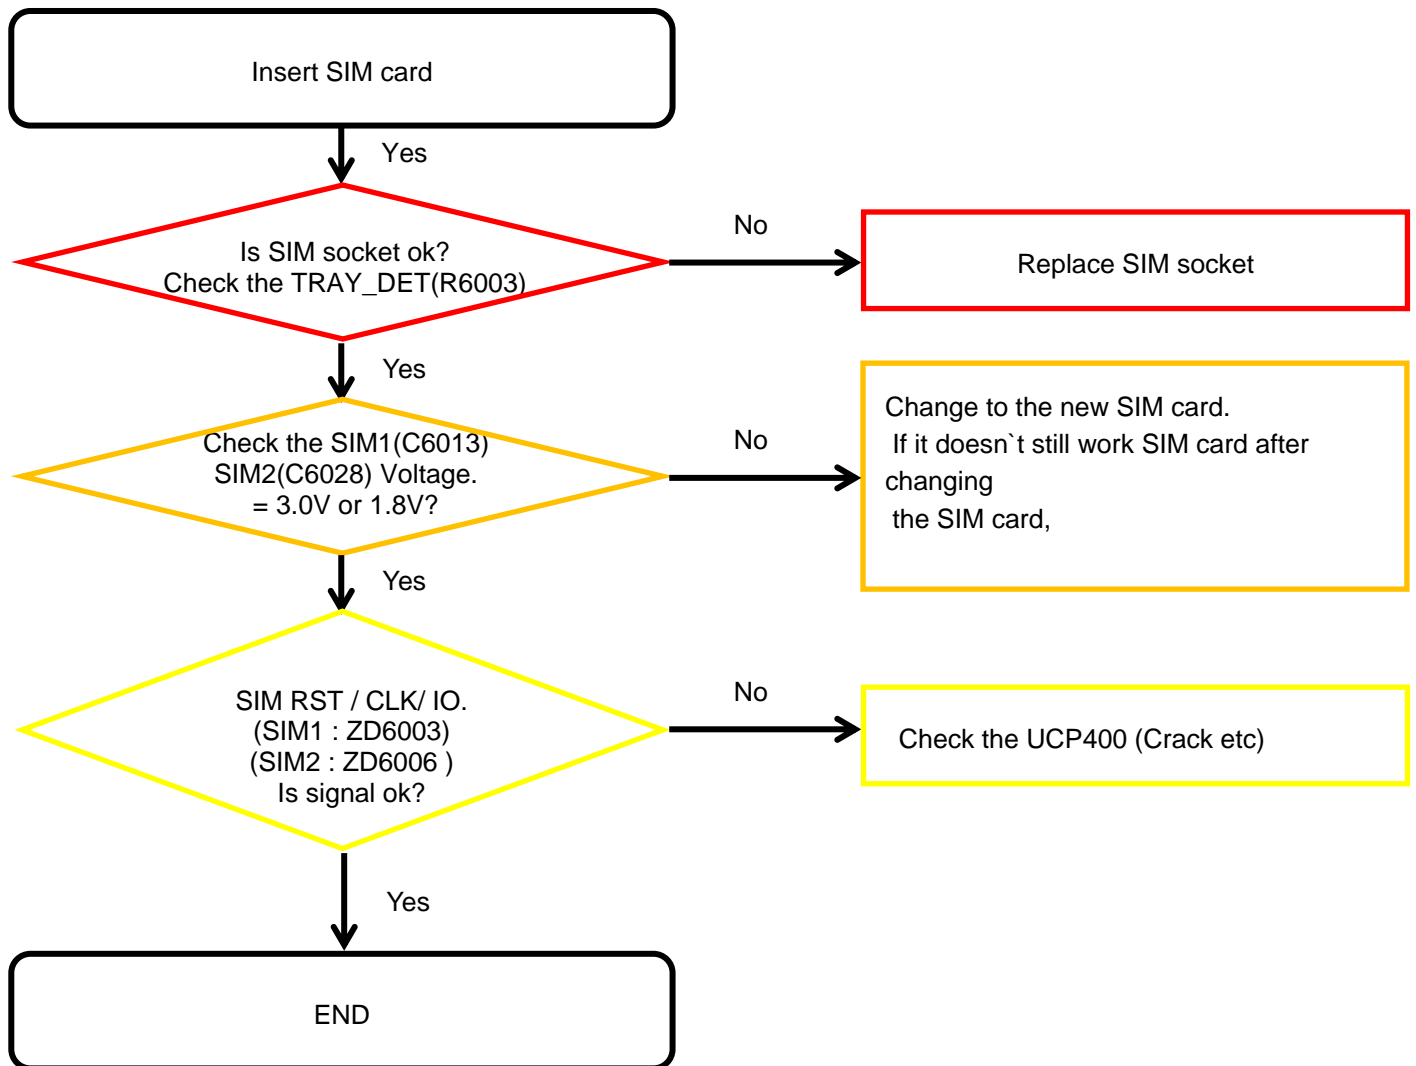 Insert SIM card
Yes
Is SIM socket ok?
Check the TRAY_DET(R6003)
No
Replace SIM socket
Yes
Check the SIM1(C6013)
SIM2(C6028) Voltage.
= 3.0V or 1.8V?
No
Change to the new SIM card.
If it doesn`t still work SIM card after
changing
the SIM card,
Yes
SIM RST / CLK/ IO.
(SIM1 : ZD6003)
(SIM2 : ZD6006 )
Is signal ok?
No
Check the UCP400 (Crack etc)
Yes
END